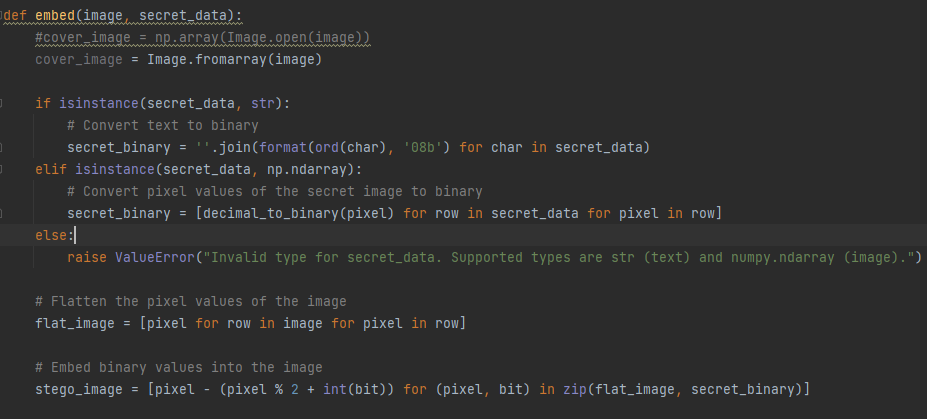 def embed(image, secret_data):
    #cover_image = np.array(Image.open(image))
    cover_image = Image.fromarray(image)

    if isinstance(secret_data, str):
        # Convert text to binary
        secret_binary = ''.join(format(ord(char), '08b') for char in secret_data)
    elif isinstance(secret_data, np.ndarray):
        # Convert pixel values of the secret image to binary
        secret_binary = [decimal_to_binary(pixel) for row in secret_data for pixel in row]
    else:
        raise ValueError("Invalid type for secret_data. Supported types are str (text) and numpy.ndarray (image).")

    # Flatten the pixel values of the image
    flat_image = [pixel for row in image for pixel in row]

    # Embed binary values into the image
    stego_image = [pixel - (pixel % 2 + int(bit)) for (pixel, bit) in zip(flat_image, secret_binary)]